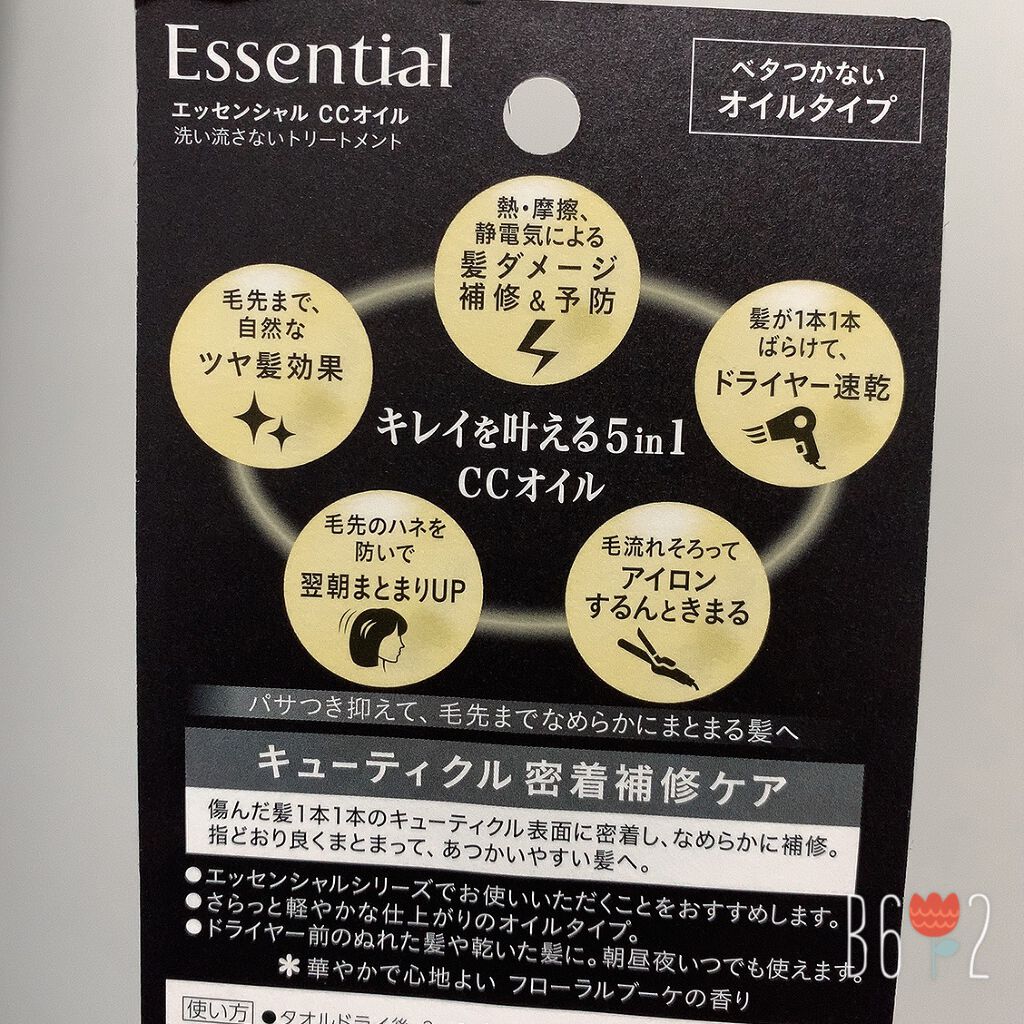 Essential
エッセンシャル CCオイル
洗い流さないトリートメント
ベタつかない
オイルタイプ
熱・摩擦、
静電気による
髪ダメージ
補修&予防
毛先まで、
自然な
ツヤ髪効果
髪が1本1本
ばらけて、
ドライヤー速乾
キレイを叶える5in1
CCオイル
毛先のハネを
防いで
翌朝まとまりUP
毛流れそろって
アイロン
するんときまる
パサつき抑えて、毛先までなめらかにまとまる髪へ
キューティクル密着補修ケア
傷んだ髪1本1本のキューティクル表面に密着し、なめらかに補修。
指どおり良くまとまって、あつかいやすい髪へ。
●エッセンシャルシリーズでお使いいただくことをおすすめします。
●さらっと軽やかな仕上がりのオイルタイプ。
●ドライヤー前のぬれた髪や乾いた髪に。朝昼夜いつでも使えます。
＊華やかで心地よい フローラルブーケの香り
使い方 ●タオルドライ後
B6 2